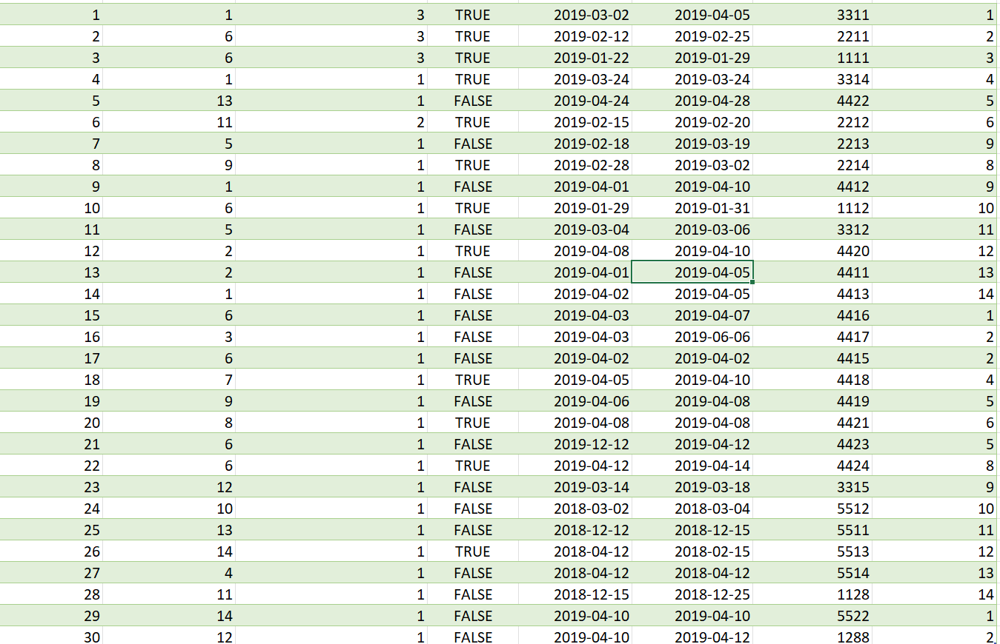 1 1 3 TRUE 2019-03-02 2019-04-05 3311 1
2 6 3 TRUE 2019-02-12 2019-02-25 2211 2
3 6 3 TRUE 2019-01-22 2019-01-29 1111 3
4 1 1 TRUE 2019-03-24 2019-03-24 3314 4
5 13 1 FALSE 2019-04-24 2019-04-28 4422 5
6 11 2 TRUE 2019-02-15 2019-02-20 2212 6
7 5 1 FALSE 2019-02-18 2019-03-19 2213 9
8 9 1 TRUE 2019-02-28 2019-03-02 2214 8
9 1 1 FALSE 2019-04-01 2019-04-10 4412 9
10 6 1 TRUE 2019-01-29 2019-01-31 1112 10
11 5 1 FALSE 2019-03-04 2019-03-06 3312 11
12 2 1 TRUE 2019-04-08 2019-04-10 4420 12
13 2 1 FALSE 2019-04-01 2019-04-05 4411 13
14 1 1 FALSE 2019-04-02 2019-04-05 4413 14
15 6 1 FALSE 2019-04-03 2019-04-07 4416 1
16 3 1 FALSE 2019-04-03 2019-06-06 4417 2
17 6 1 FALSE 2019-04-02 2019-04-02 4415 2
18 7 1 TRUE 2019-04-05 2019-04-10 4418 4
19 9 1 FALSE 2019-04-06 2019-04-08 4419 5
20 8 1 TRUE 2019-04-08 2019-04-08 4421 6
21 6 1 FALSE 2019-12-12 2019-04-12 4423 5
22 6 1 TRUE 2019-04-12 2019-04-14 4424 8
23 12 1 FALSE 2019-03-14 2019-03-18 3315 9
24 10 1 FALSE 2018-03-02 2018-03-04 5512 10
25 13 1 FALSE 2018-12-12 2018-12-15 5511 11
26 14 1 TRUE 2018-04-12 2018-02-15 5513 12
27 4 1 FALSE 2018-04-12 2018-04-12 5514 13
28 11 1 FALSE 2018-12-15 2018-12-25 1128 14
29 14 1 FALSE 2019-04-10 2019-04-10 5522 1
30 12 1 FALSE 2019-04-10 2019-04-12 1288 2